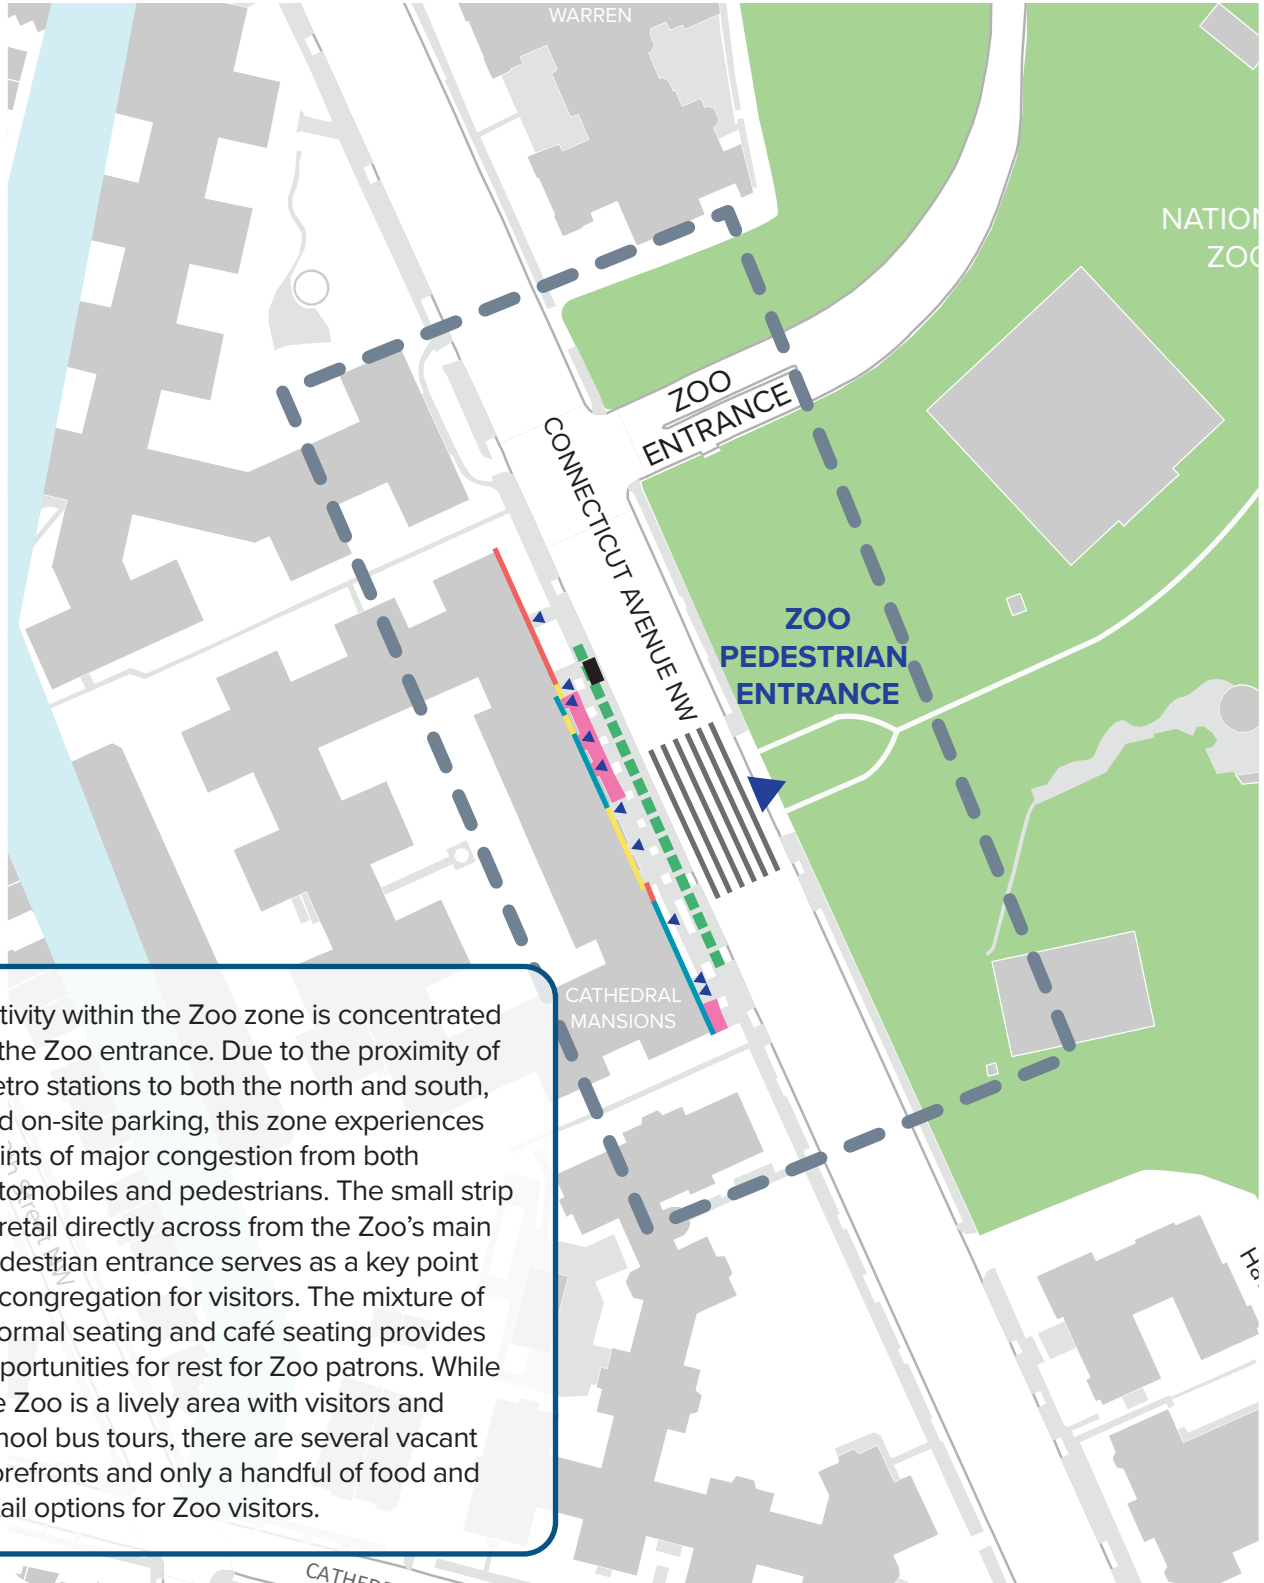 WARREN
NATION
ZOO
ZOO
ENTRANCE
CONNECTICUT AVENUE NW
ZOO
PEDESTRIAN
ENTRANCE
CATHEDRAL
MANSIONS
tivity within the Zoo zone is concentrated
the Zoo entrance. Due to the proximity of
etro stations to both the north and south,
d on-site parking, this zone experiences
ints of major congestion from both
tomobiles and pedestrians. The small strip
retail directly across from the Zoo’s main
destrian entrance serves as a key point
congregation for visitors. The mixture of
ormal seating and café seating provides
portunities for rest for Zoo patrons. While
e Zoo is a lively area with visitors and
hool bus tours, there are several vacant
orefronts and only a handful of food and
tail options for Zoo visitors.
Ha
CATHE